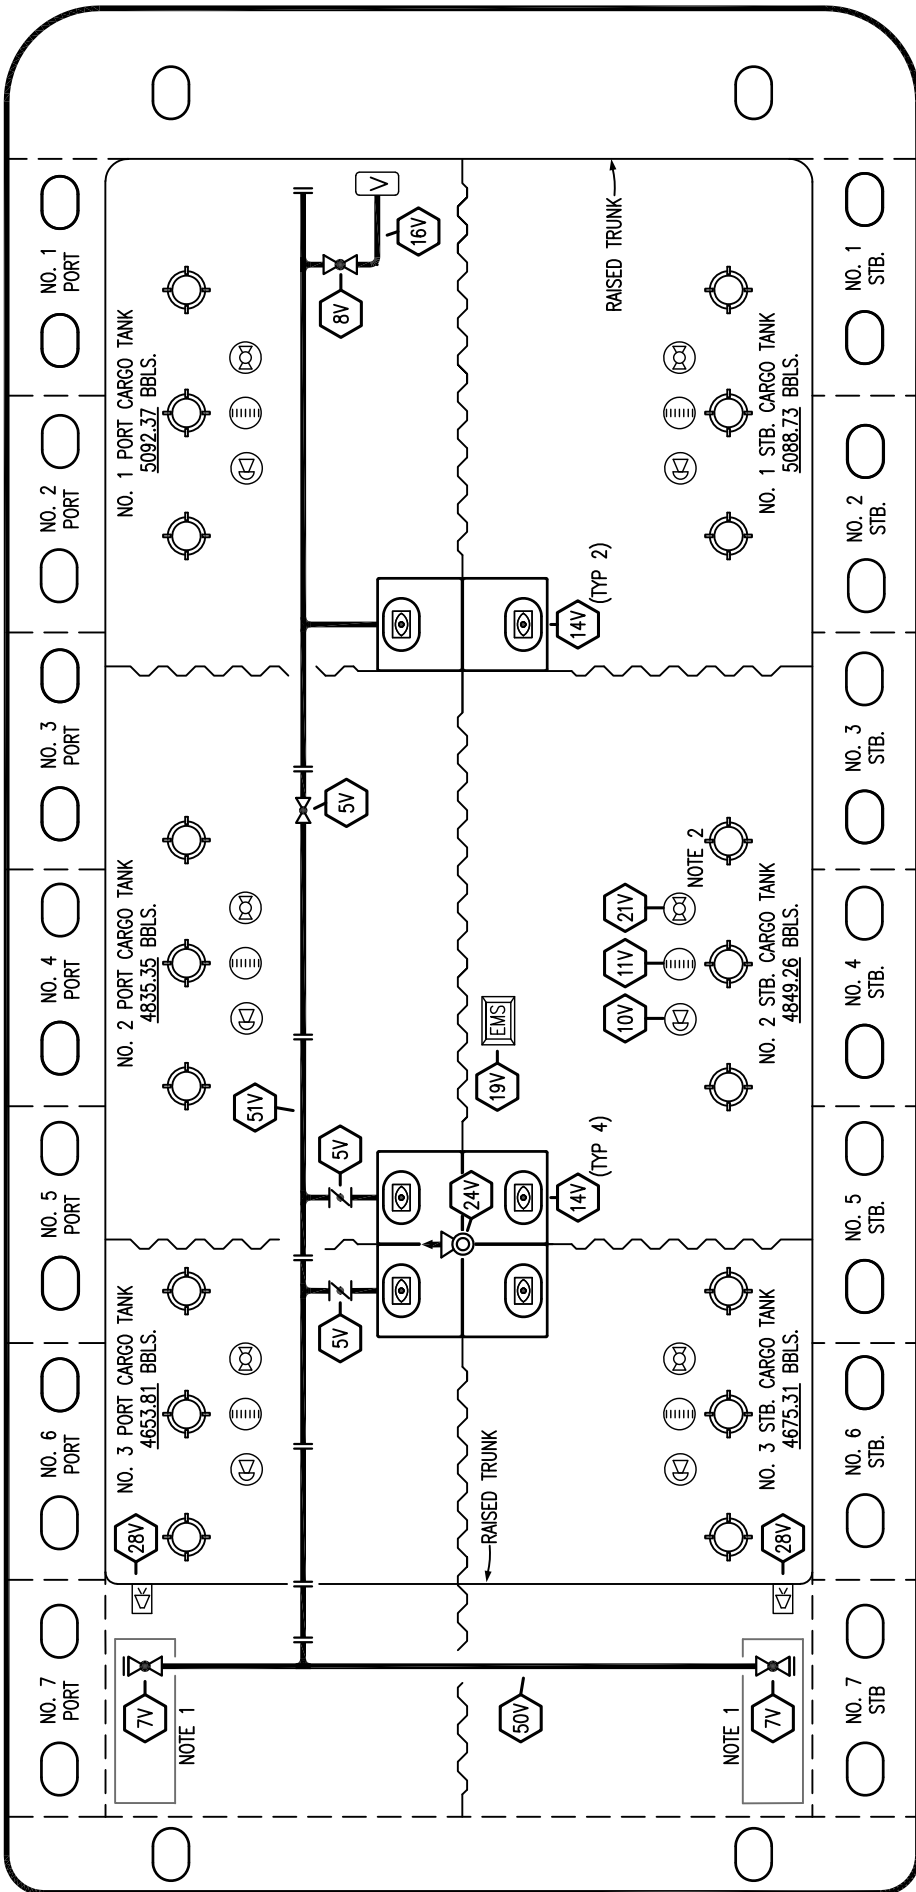 NO. 1
PORT
NO. 2
PORT
NO. 3
PORT
NO. 4
PORT
NO. 5
PORT
NO. 6
PORT
NO. 7
PORT
NO. 1 PORT CARGO TANK
5092.37 BBLS.
NO. 2 PORT CARGO TANK
4835.35 BBLS.
NO. 3 PORT CARGO TANK
4653.81 BBLS.
28V
7V
NOTE 1
V
16V
8V
5V
51V
5V
5V
14V
(TYP 2)
EMS
19V
24V
14V
(TYP 4)
RAISED TRUNK
RAISED TRUNK
50V
21V
11V
10V
NOTE 2
NO. 1 STB. CARGO TANK
5088.73 BBLS.
NO. 2 STB. CARGO TANK
4849.26 BBLS.
NO. 3 STB. CARGO TANK
4675.31 BBLS.
28V
NOTE 1
7V
NO. 1
STB.
NO. 2
STB.
NO. 3
STB.
NO. 4
STB.
NO. 5
STB.
NO. 6
STB.
NO. 7
STB